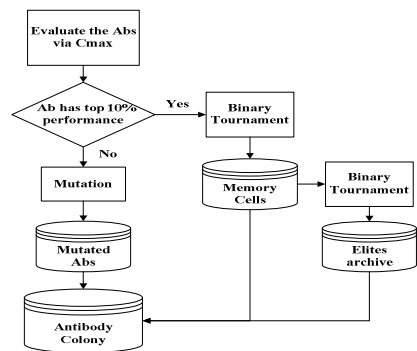 Evaluate the Abs
via Cmax
Ab has top 10%
performance
Yes
Binary
Tournament
No
Mutation
Memory
Cells
Binary
Tournament
Mutated
Abs
Elites
archive
Antibody
Colony